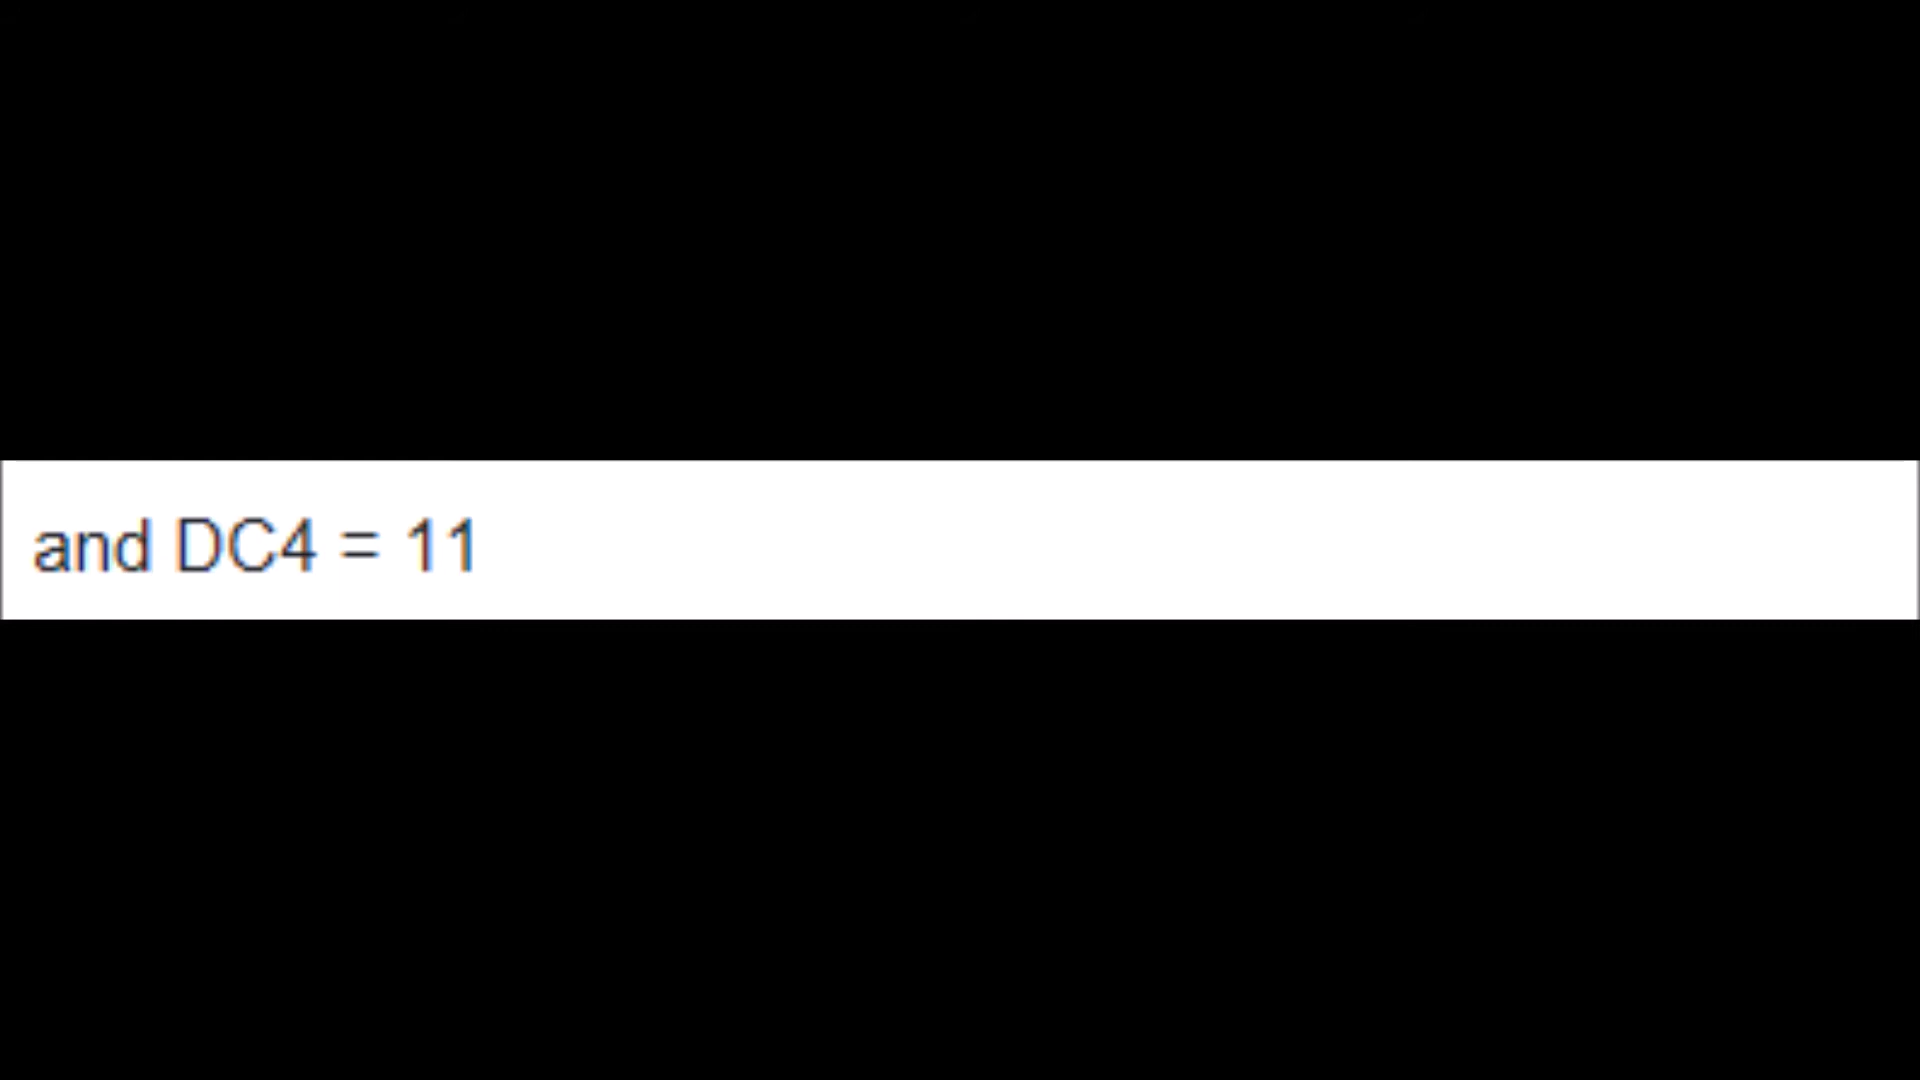 and DC4 = 11